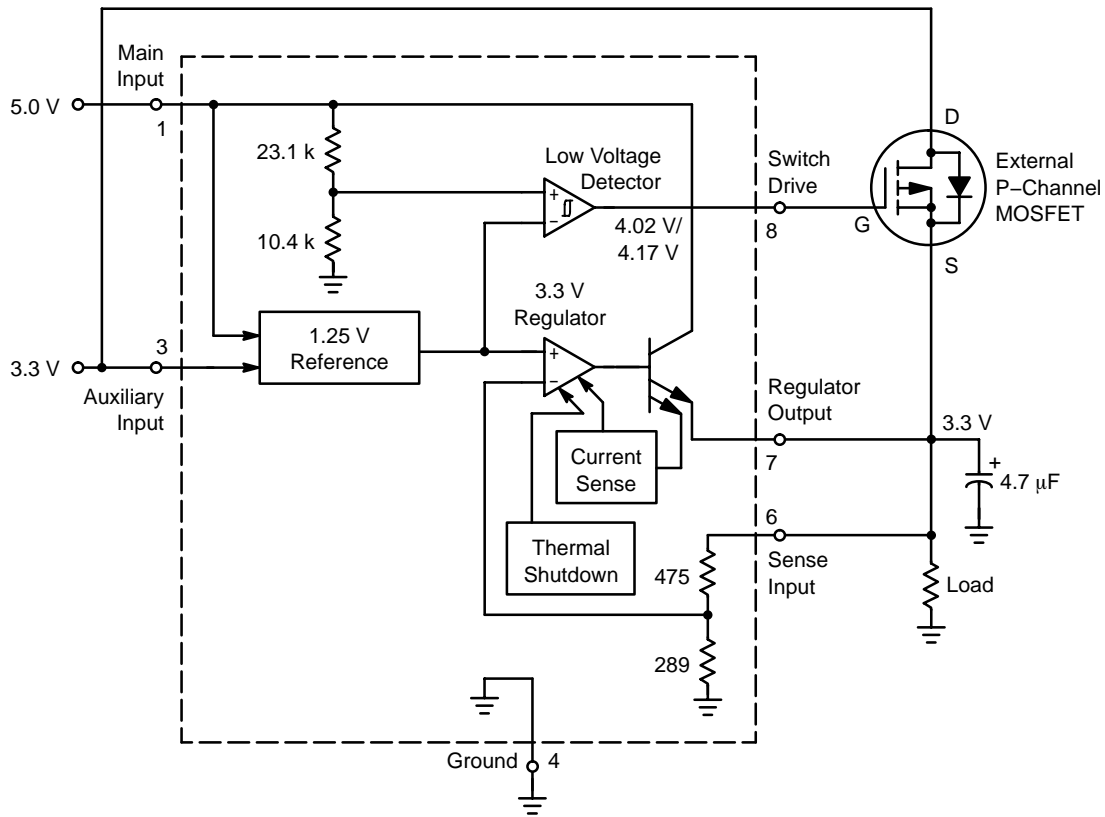 Main
Input
5.0 V
1
23.1 k
10.4 k
Low Voltage
Detector
+
−
4.02 V/
4.17 V
Switch
Drive
8
D
G
S
External
P−Channel
MOSFET
3.3 V
3
Auxiliary
Input
1.25 V
Reference
3.3 V
Regulator
+
−
Current
Sense
Thermal
Shutdown
Regulator
Output
7
3.3 V
+
4.7 µF
6
Sense
Input
475
289
Load
Ground
4